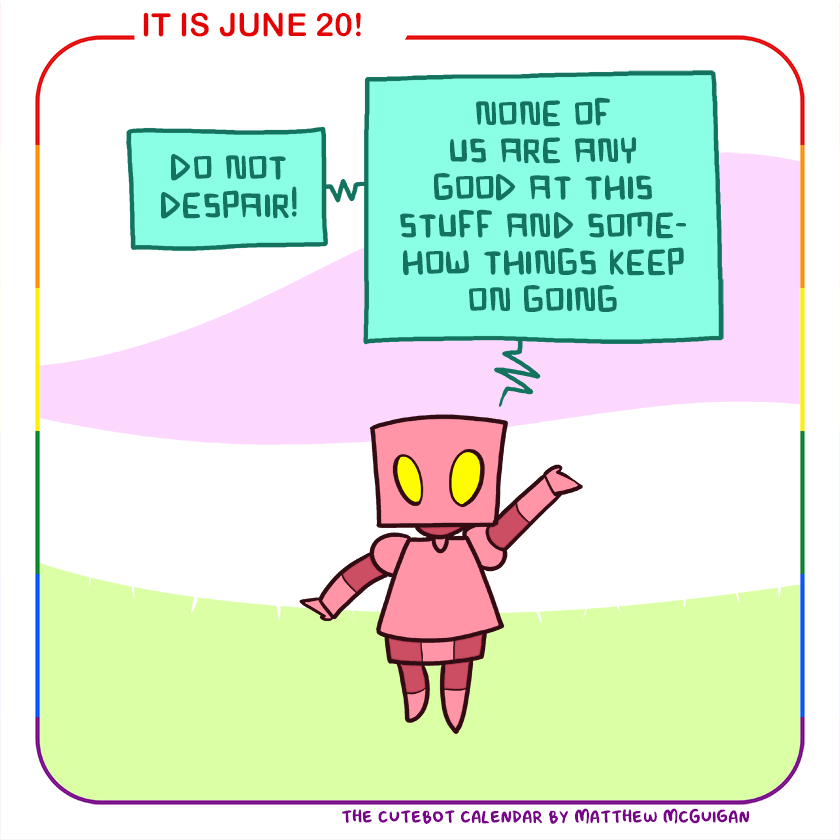 IT IS JUNE 20!
DO NOT
DESPAIR!
NONE OF
US ARE ANY
GOOD AT THIS
STUFF AND SOME-
HOW THINGS KEEP
ON GOING
THE CUTEBOT CALENDAR BY MATTHEW MCGUIGAN